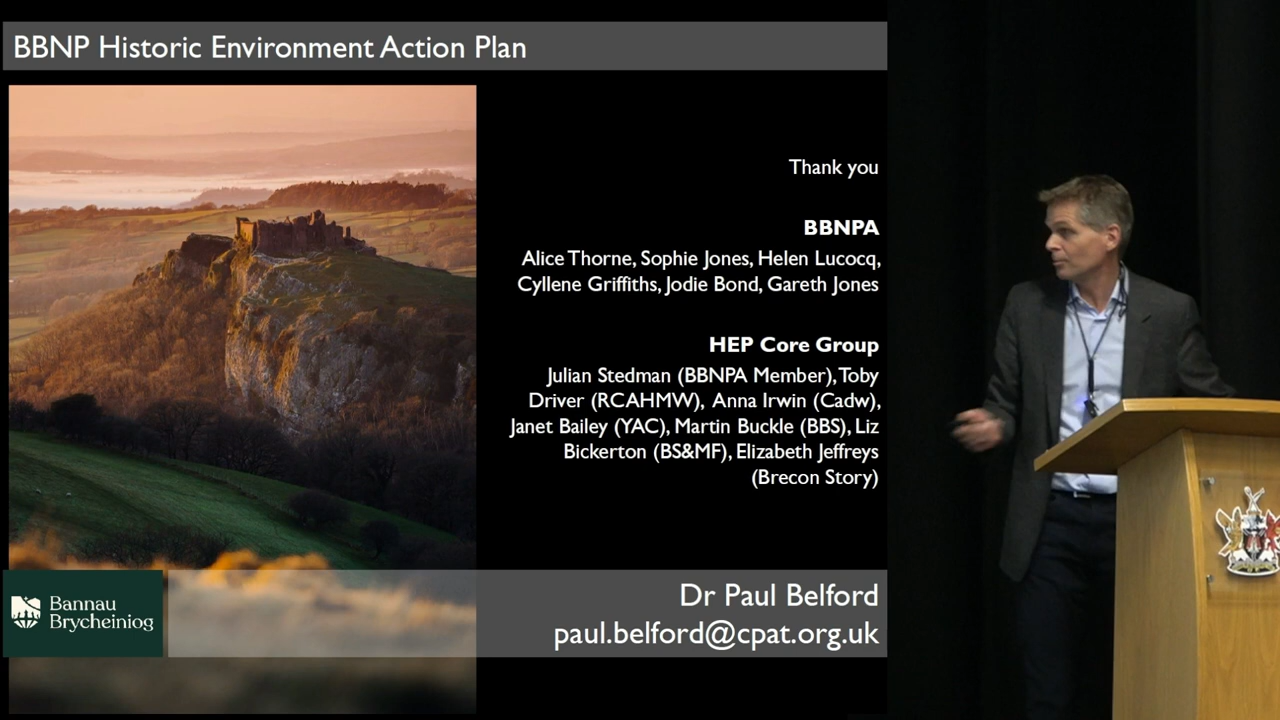 BBNP Historic Environment Action Plan
Thank you
BBNPA
Alice Thorne, Sophie Jones, Helen Lucocq,
Cyllene Griffiths, Jodie Bond, Gareth Jones
HEP Core Group
Julian Stedman (BBNPA Member), Toby
Driver (RCAHMW), Anna Irwin (Cadw),
Janet Bailey (YAC), Martin Buckle (BBS), Liz
Bickerton (BS&MF), Elizabeth Jeffreys
(Brecon Story)
Bannau
Brycheiniog
Dr Paul Belford
paul.belford@cpat.org.uk